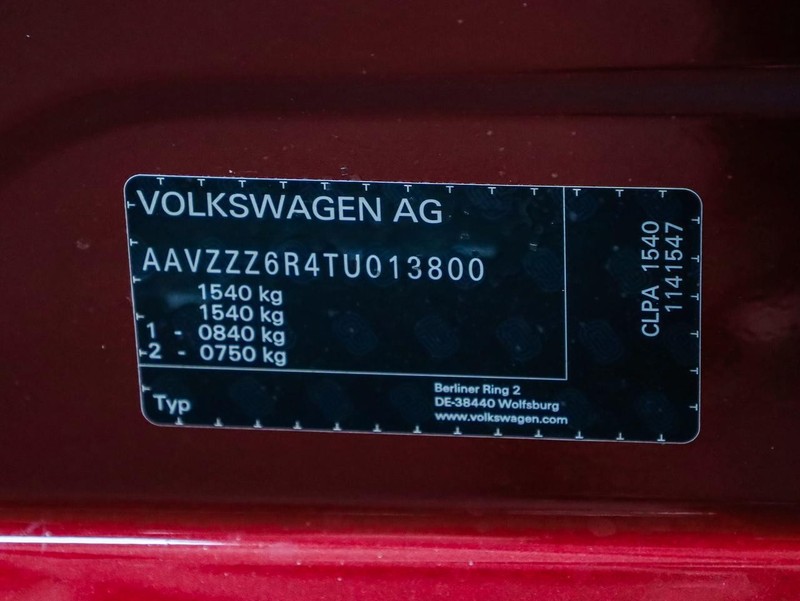 VOLKSWAGEN AG
AAVZZZ6R4TU013800
1540 kg
1540 kg
1 - 0840 kg
2 - 0750 kg
Typ
Berliner Ring 2
DE-38440 Wolfsburg
www.volkswagen.com
CLPA 1540
1141547